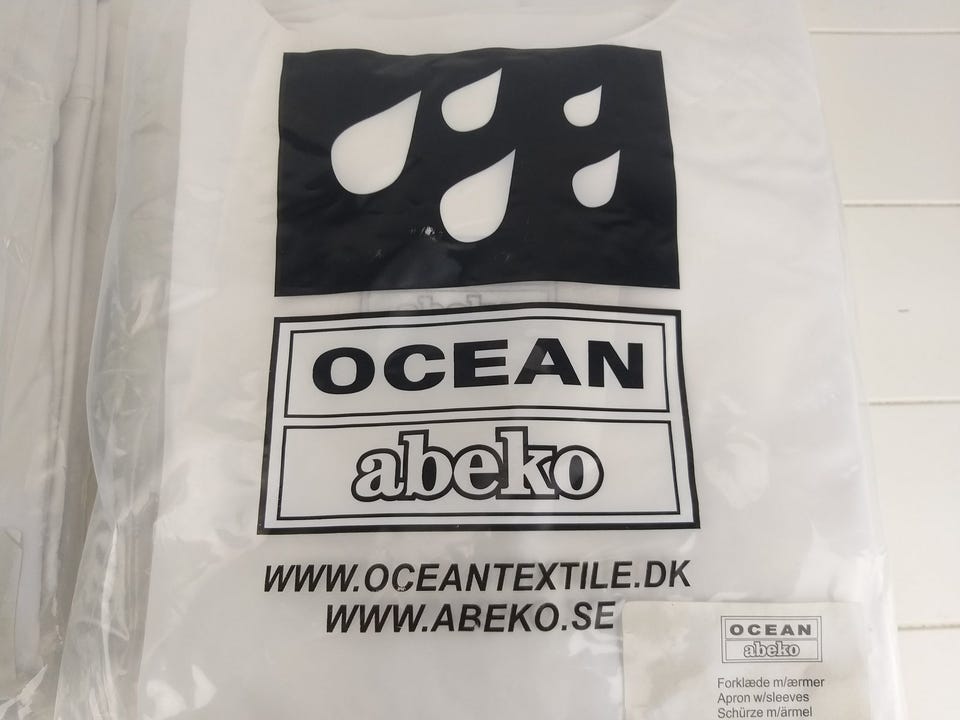 OCEAN
abeko
WWW.OCEANTEXTILE.DK
WWW.ABEKO.SE
OCEAN
abeko
Forklæde m/ærmer
Apron w/sleeves
Schürze m/ärmel